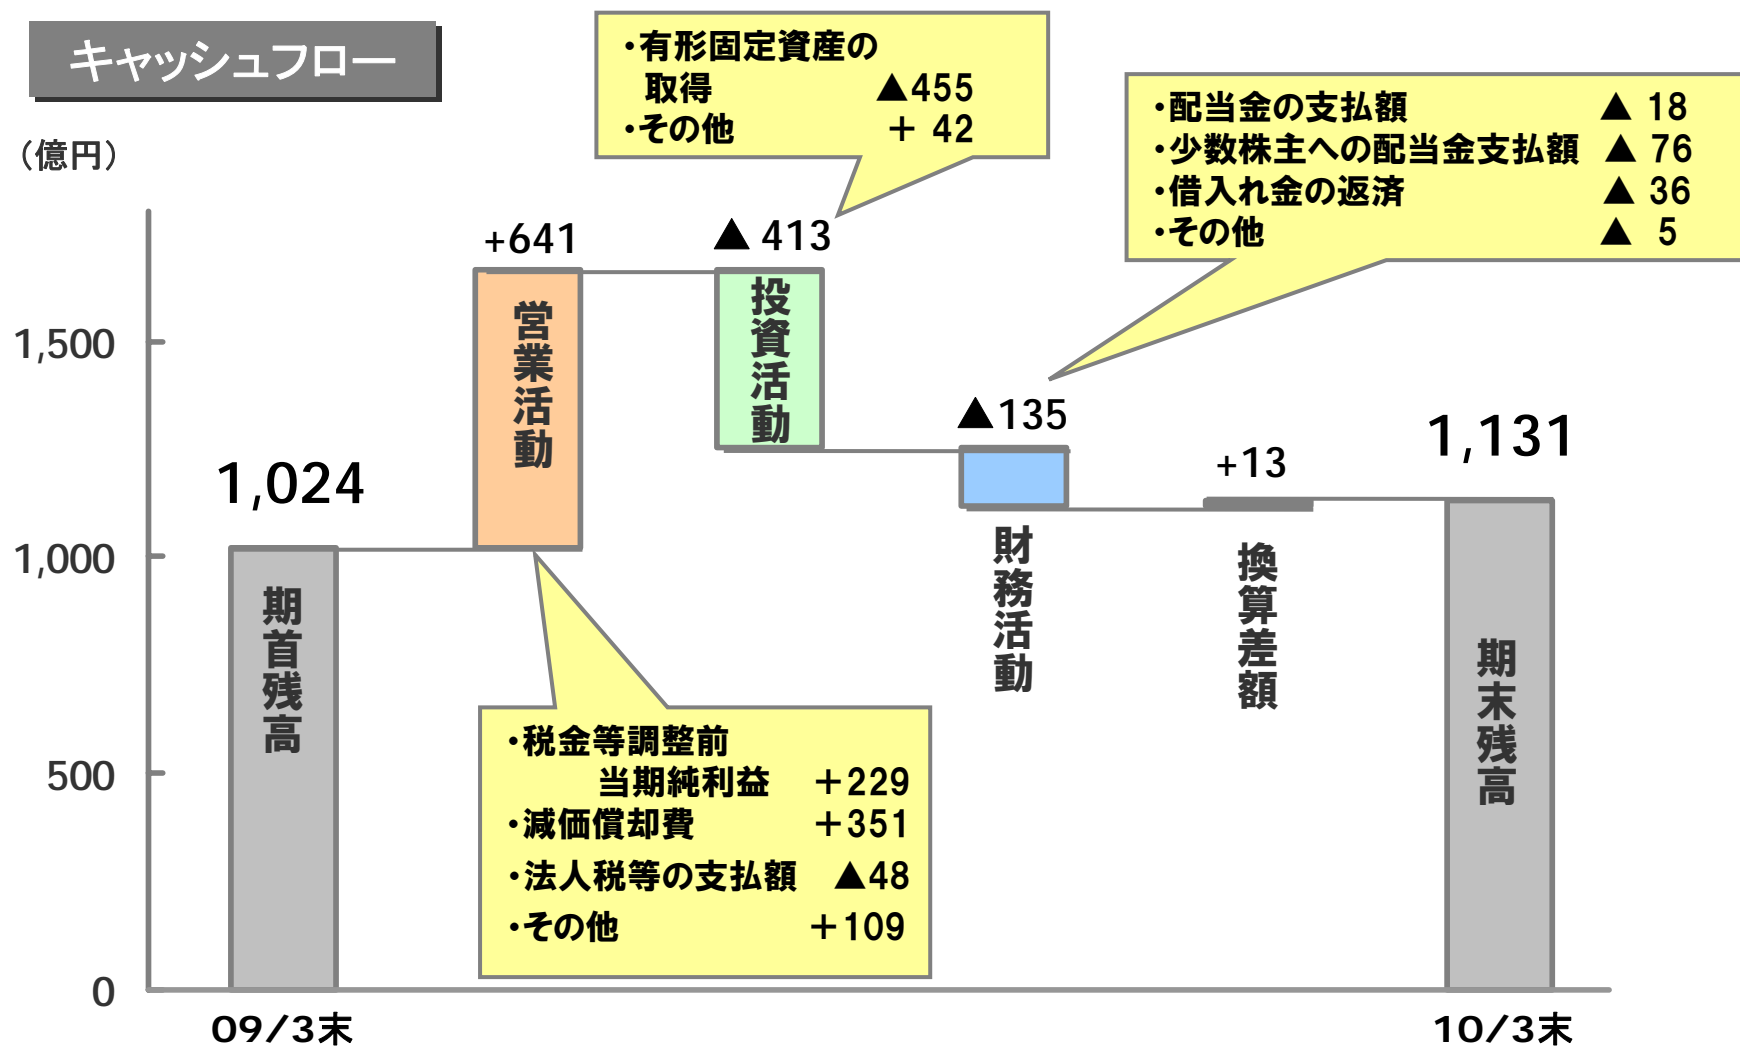 キャッシュフロー
（億円）
・有形固定資産の
取得 ▲455
・その他 ＋ 42
・配当金の支払額 ▲ 18
・少数株主への配当金支払額 ▲ 76
・借入れ金の返済 ▲ 36
・その他 ▲ 5
+641
▲ 413
▲135
+13
1,024
1,131
1,500
1,000
500
0
期首残高
営業活動
投資活動
財務活動
換算差額
期末残高
・税金等調整前
当期純利益 ＋229
・減価償却費 ＋351
・法人税等の支払額 ▲48
・その他 ＋109
09/3末
10/3末